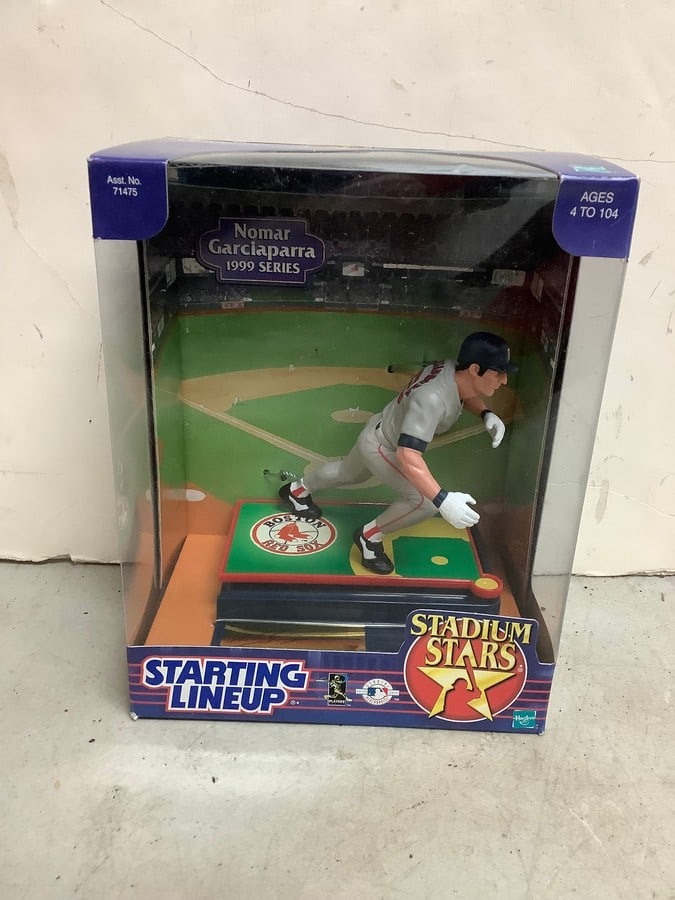 Asst. No.
71475
AGES
4 TO 104
Nomar
Garciaparra
1999 SERIES
BOSTON
RED SOX
STADIUM
STARS
STARTING
LINEUP
PLAYERS
Hasbro